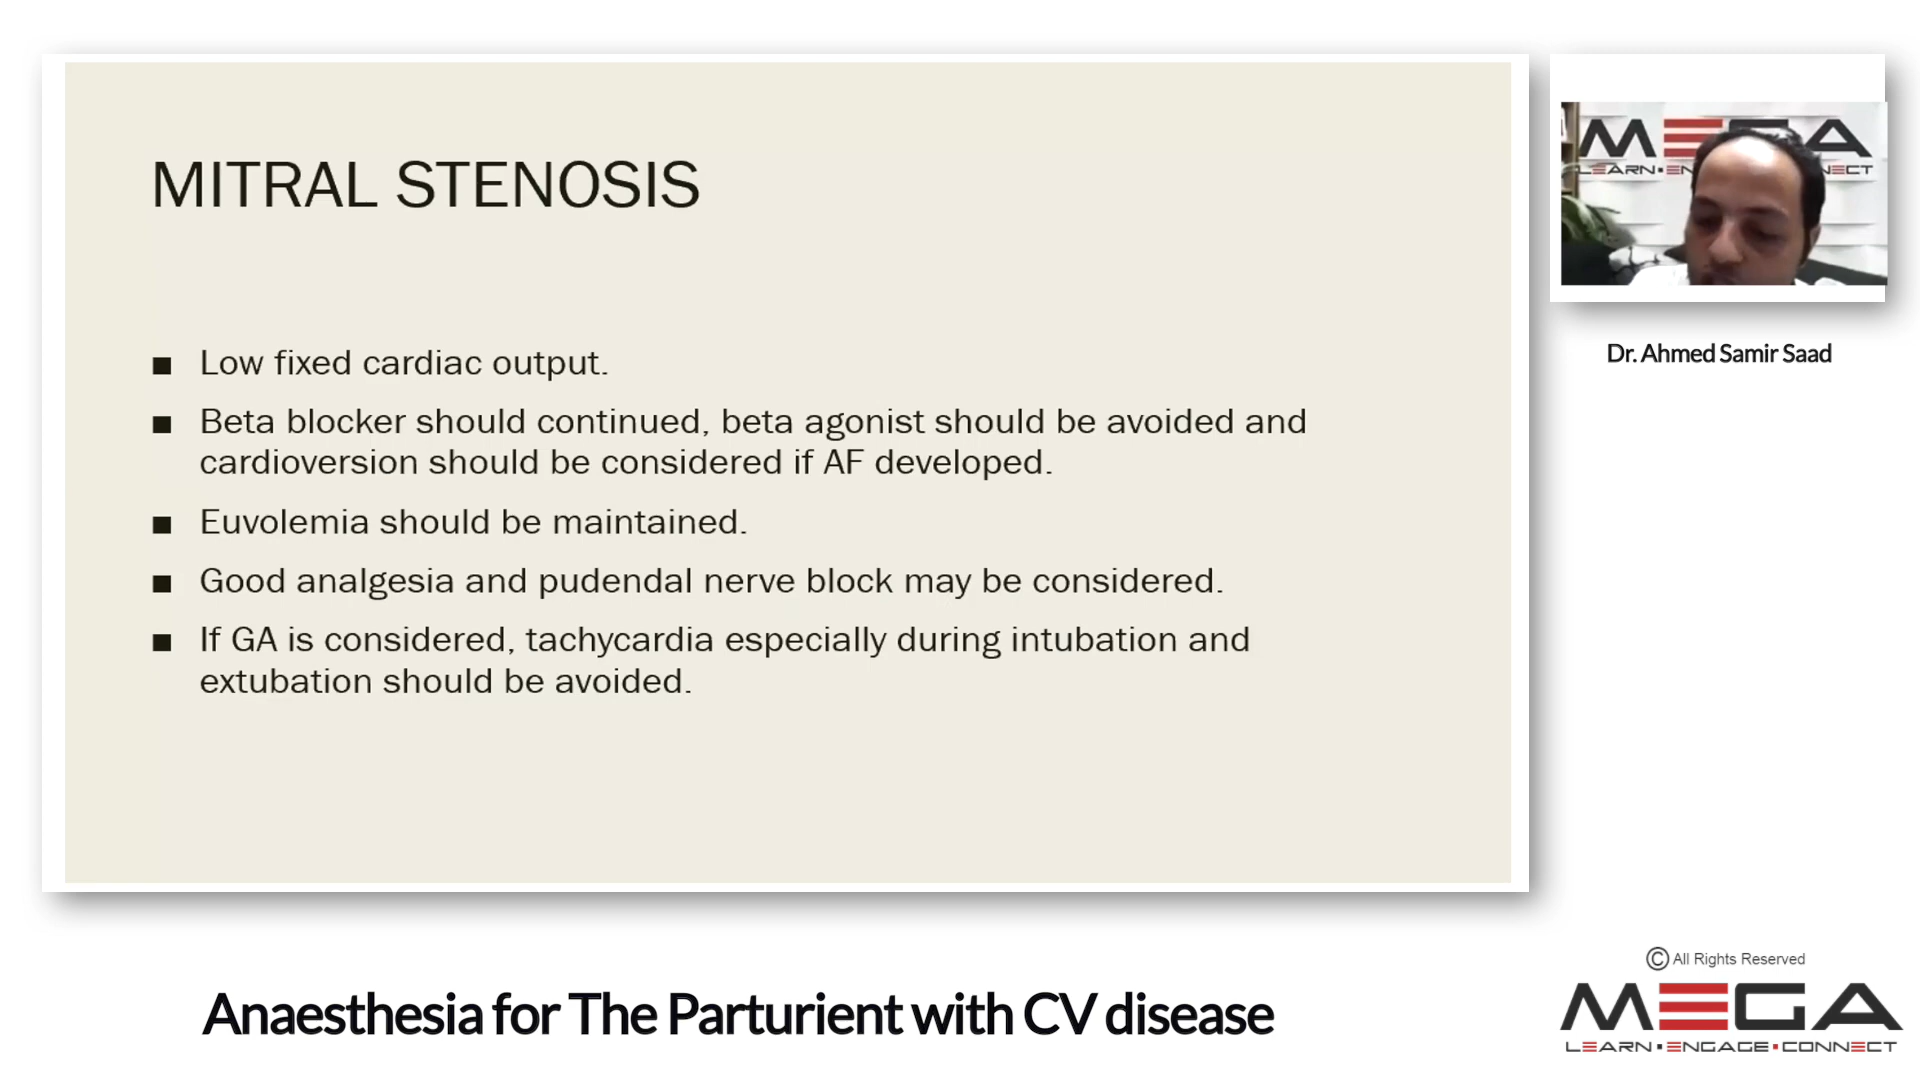 MITRAL STENOSIS
■ Low fixed cardiac output.
■ Beta blocker should continued, beta agonist should be avoided and
cardioversion should be considered if AF developed.
■ Euvolemia should be maintained.
■ Good analgesia and pudendal nerve block may be considered.
■ If GA is considered, tachycardia especially during intubation and
extubation should be avoided.
Dr. Ahmed Samir Saad
Anaesthesia for The Parturient with CV disease
© All Rights Reserved
MEGA
LEARN▪ENGAGE▪CONNECT